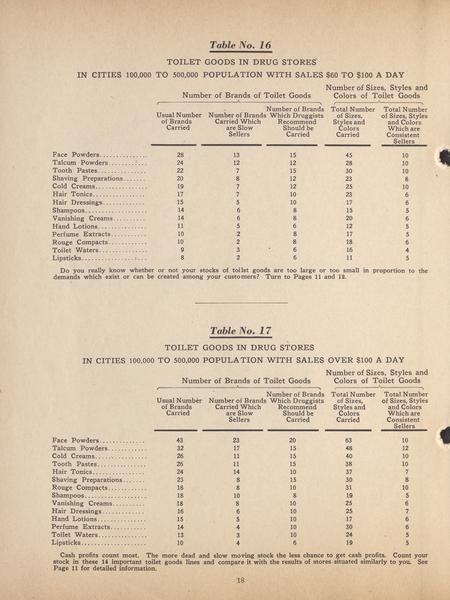 Table No. 16
TOILET GOODS IN DRUG STORES
IN CITIES 100,000 TO 500,000 POPULATION WITH SALES $60 TO $100 A DAY
Number of Brands of Toilet Goods
Number of Sizes, Styles and Colors of Toilet Goods
Usual Number of Brands Carried
Number of Brands Carried Which are Slow Sellers
Number of Brands Which Druggists Recommend Should be Carried
Total Number of Sizes, Styles and Colors Carried
Total Number of Sizes, Styles and Colors Which are Consistent Sellers
Face Powders............... 28 13 15 45 10
Talcum Powders............ 24 12 12 28 10
Tooth Pastes............... 22 7 15 30 10
Shaving Preparations....... 20 8 12 23 8
Cold Creams............... 19 7 12 25 10
Hair Tonics................ 17 7 10 23 6
Hair Dressings............. 15 5 10 17 6
Shampoos.................. 14 6 8 15 5
Vanishing Creams.......... 14 6 8 20 6
Hand Lotions............... 11 5 6 12 5
Perfume Extracts........... 10 2 8 17 5
Rouge Compacts............ 10 2 8 18 6
Toilet Waters.............. 9 3 6 16 4
Lipsticks................... 8 2 6 11 5
Do you really know whether or not your stocks of toilet goods are too large or too small in proportion to the
demands which exist or can be created among your customers? Turn to Pages 11 and 12.
Table No. 17
TOILET GOODS IN DRUG STORES
IN CITIES 100,000 TO 500,000 POPULATION WITH SALES OVER $100 A DAY
Number of Brands of Toilet Goods
Number of Sizes, Styles and Colors of Toilet Goods
Usual Number of Brands Carried
Number of Brands Carried Which are Slow Sellers
Number of Brands Which Druggists Recommend Should be Carried
Total Number of Sizes, Styles and Colors Carried
Total Number of Sizes, Styles and Colors Which are Consistent Sellers
Face Powders.............. 43 23 20 63 10
Talcum Powders............ 32 17 15 48 12
Cold Creams............... 26 11 15 40 10
Tooth Pastes............... 26 11 15 38 10
Hair Tonics................ 24 14 10 37 7
Shaving Preparations....... 23 8 15 30 8
Rouge Compacts............ 18 8 10 31 10
Shampoos.................. 18 10 8 19 5
Vanishing Creams.......... 18 8 10 25 6
Hair Dressings............. 16 6 10 25 7
Hand Lotions............... 15 5 10 17 6
Perfume Extracts........... 14 4 10 30 6
Toilet Waters.............. 13 3 10 24 5
Lipsticks................... 10 4 6 19 5
Cash profits count most. The more dead and slow moving stock the less chance to get cash profits. Count your
stock in these 14 important toilet goods lines and compare it with the results of stores situated similarly to you. See
Page 11 for detailed information.
18